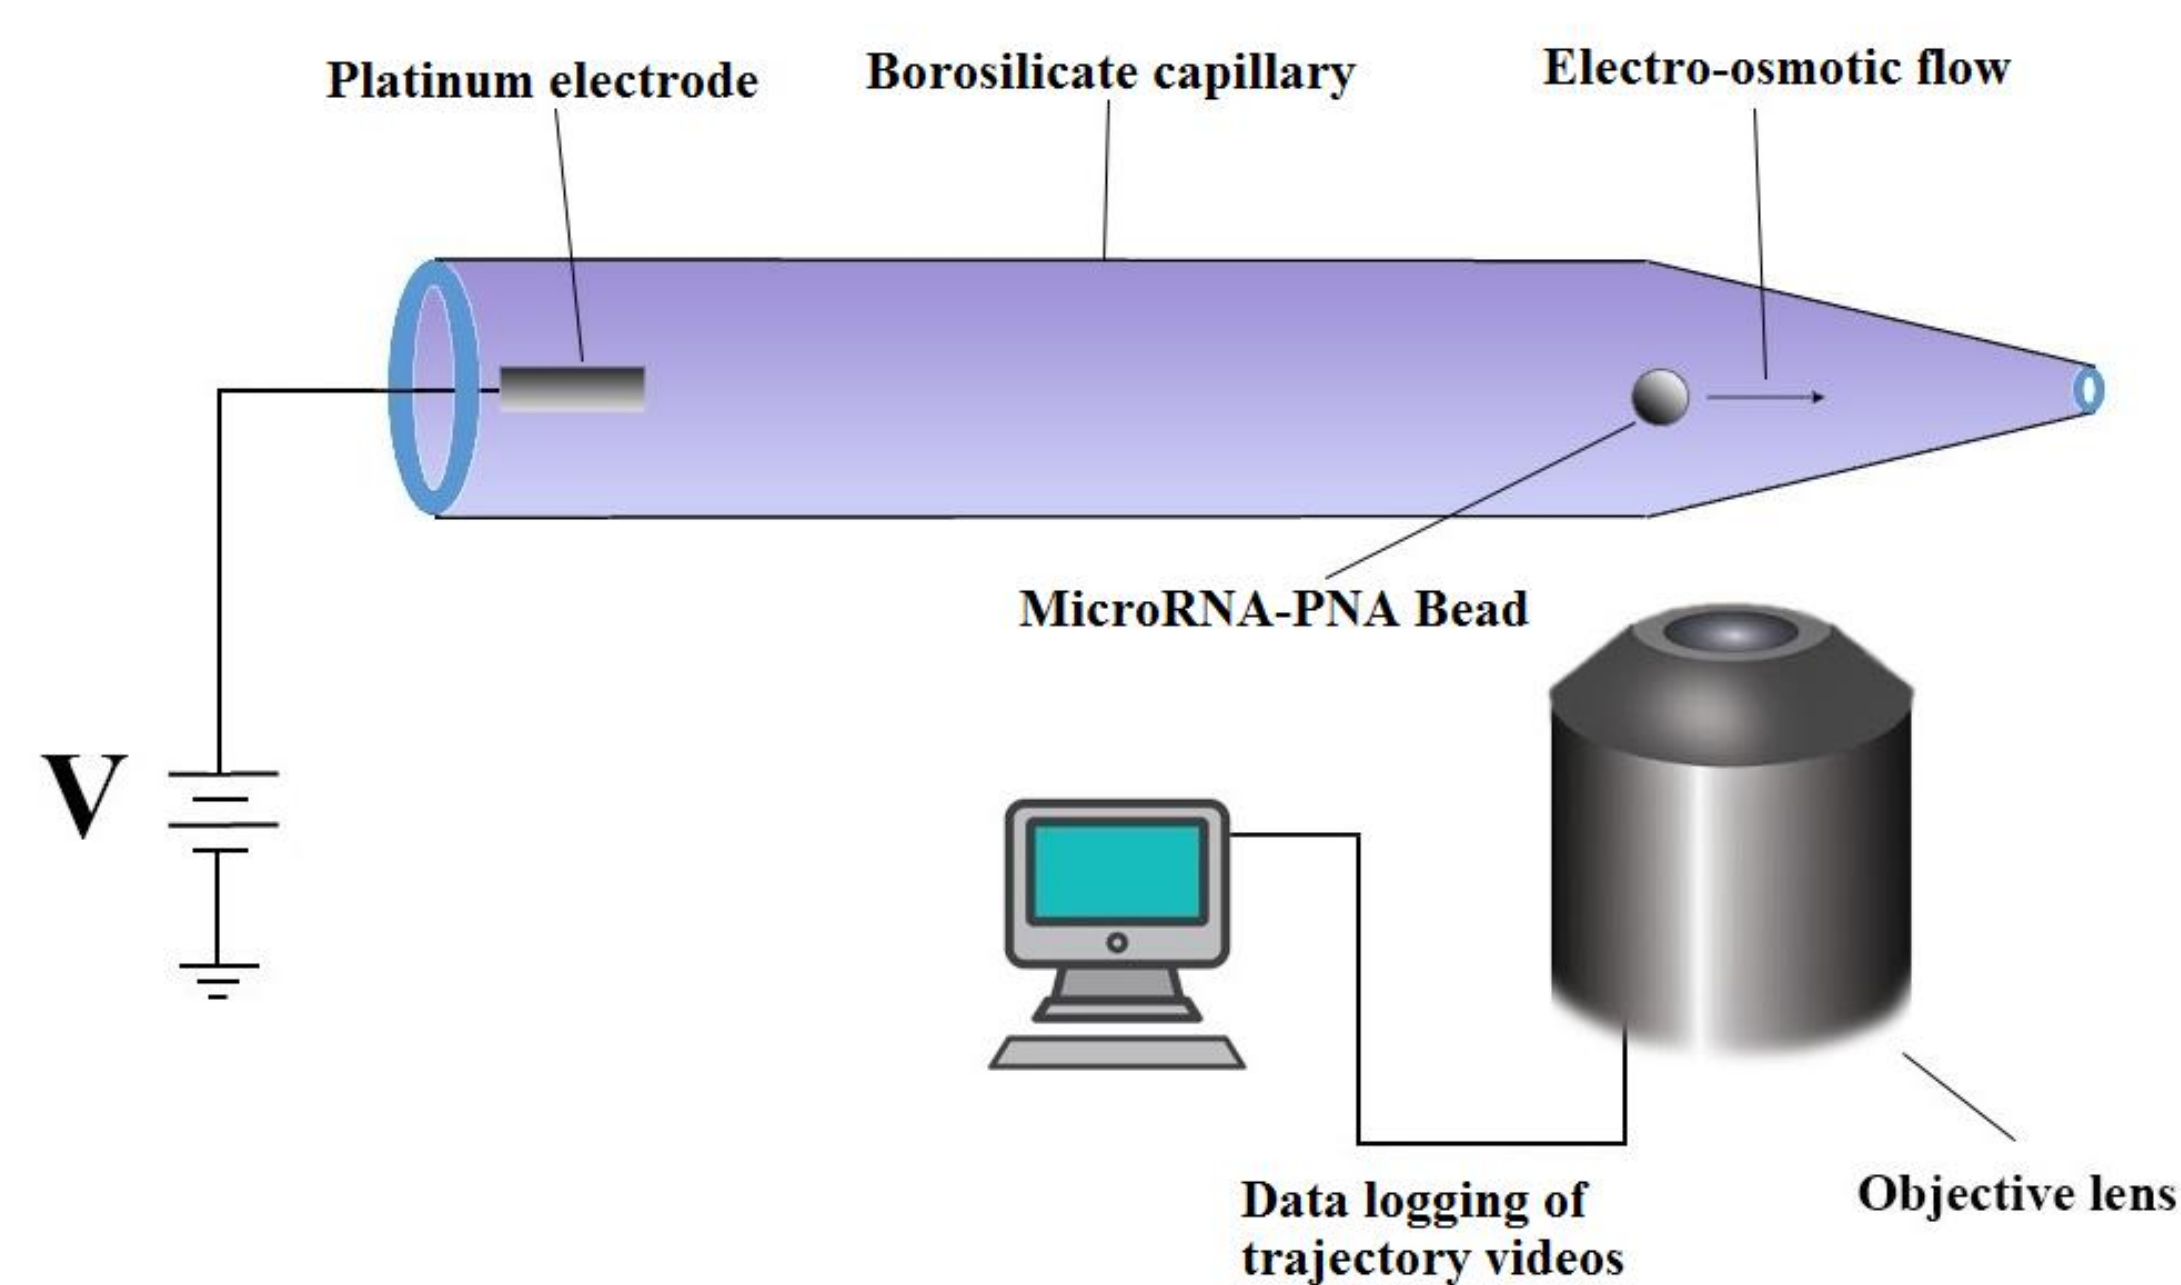 Platinum electrode
Borosilicate capillary
Electro-osmotic flow
MicroRNA-PNA Bead
V
Data logging of
trajectory videos
Objective lens